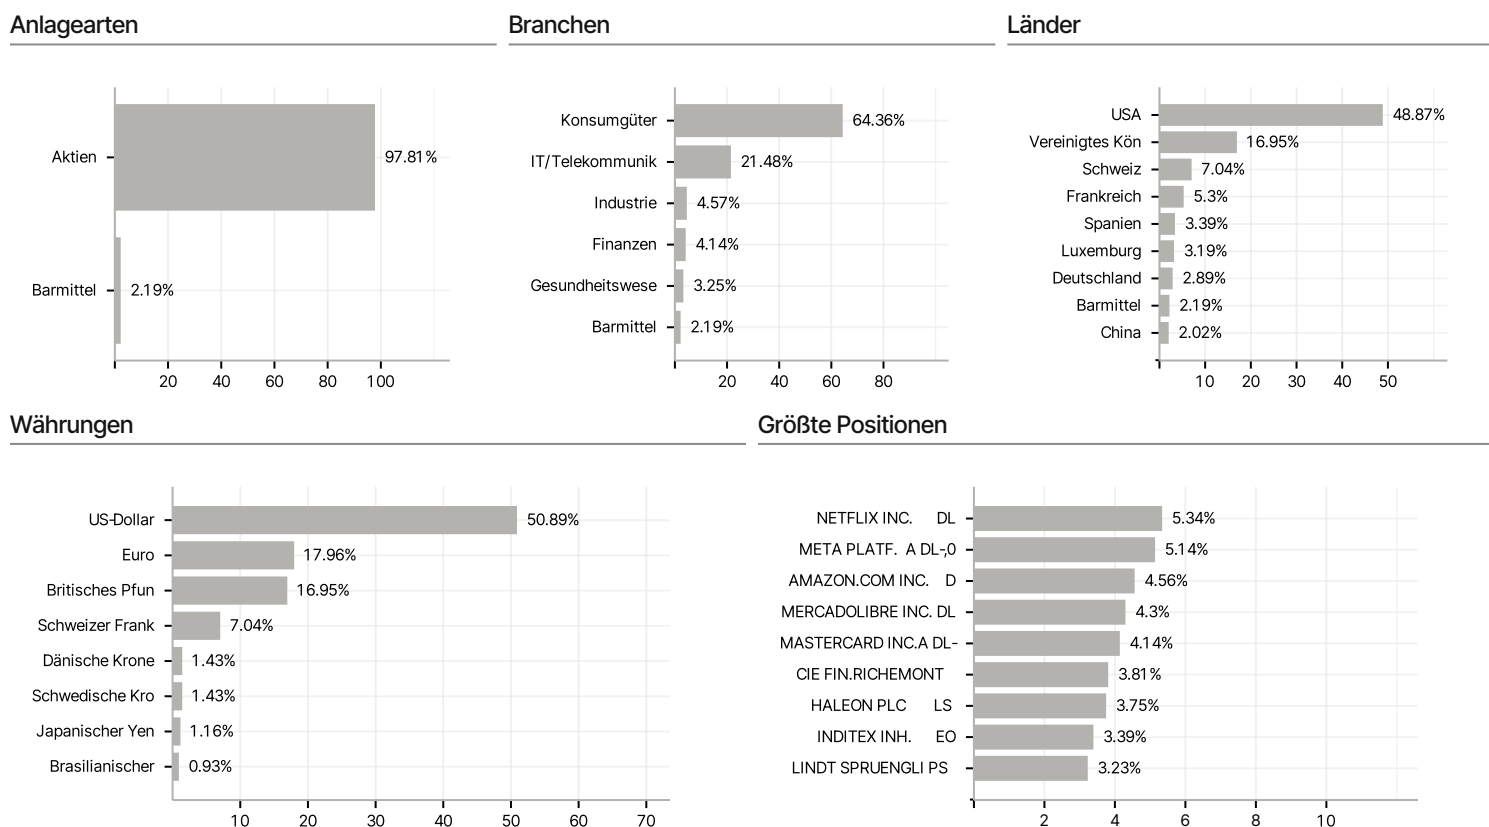 Anlagearten
Aktien
97.81%
Barmittel
2.19%
20 40 60 80 100
Branchen
Konsumgüter
64.36%
IT/Telekommunik
21.48%
Industrie
4.57%
Finanzen
4.14%
Gesundheitswese
3.25%
Barmittel
2.19%
20 40 60 80
Länder
USA
48.87%
Vereinigtes Kön
16.95%
Schweiz
7.04%
Frankreich
5.3%
Spanien
3.39%
Luxemburg
3.19%
Deutschland
2.89%
Barmittel
2.19%
China
2.02%
10 20 30 40 50
Währungen
US-Dollar
50.89%
Euro
17.96%
Britisches Pfun
16.95%
Schweizer Frank
7.04%
Dänische Krone
1.43%
Schwedische Kro
1.43%
Japanischer Yen
1.16%
Brasilianischer
0.93%
10 20 30 40 50 60 70
Größte Positionen
NETFLIX INC. DL
5.34%
META PLATF. A DL-,0
5.14%
AMAZON.COM INC. D
4.56%
MERCADOLIBRE INC. DL
4.3%
MASTERCARD INC.A DL-
4.14%
CIE FIN.RICHEMONT
3.81%
HALEON PLC LS
3.75%
INDITEX INH. EO
3.39%
LINDT SPRUENGLI PS
3.23%
2 4 6 8 10